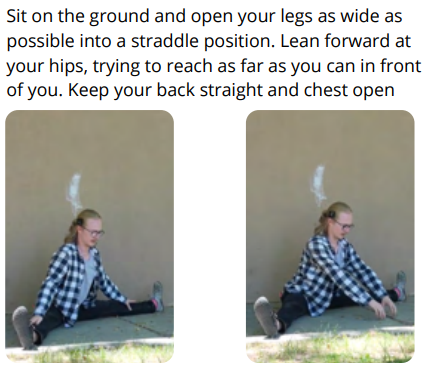 Sit on the ground and open your legs as wide as
possible into a straddle position. Lean forward at
your hips, trying to reach as far as you can in front
of you. Keep your back straight and chest open